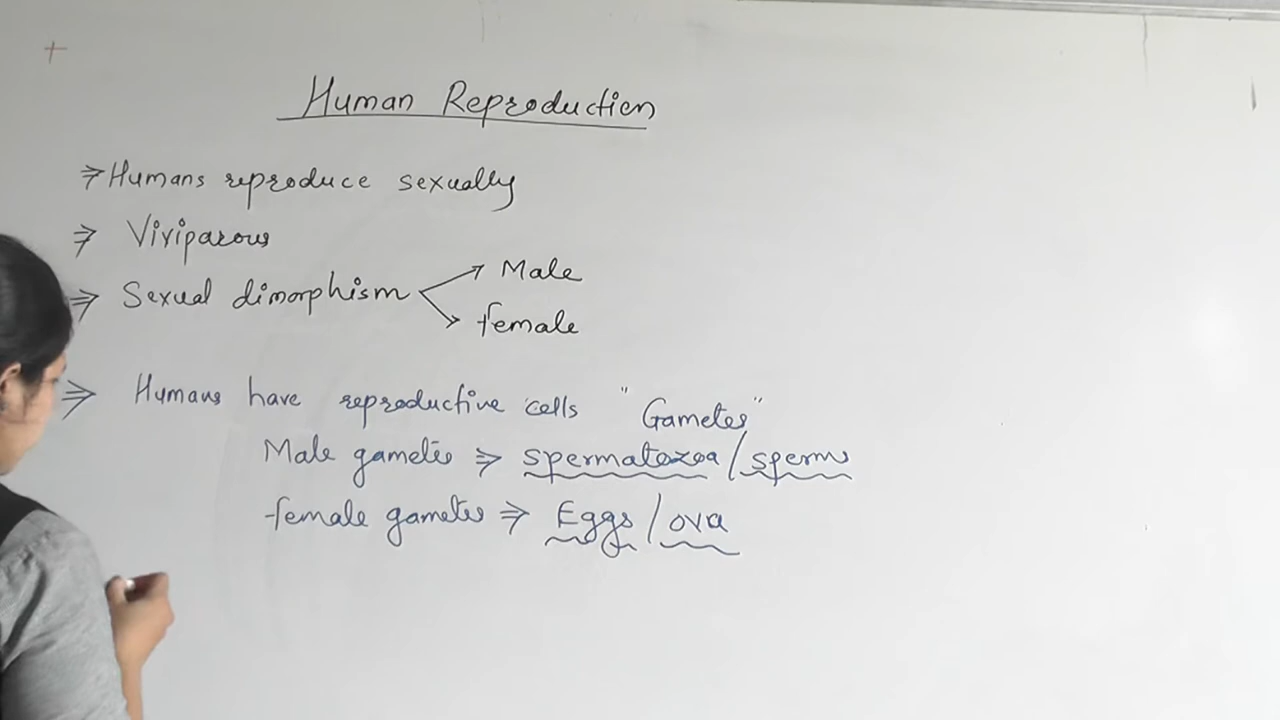 Human Reproduction
⇒ Humans reproduce sexually
⇒ Viviparous
⇒ Sexual dimorphism → Male
→ female
⇒ Humans have reproductive cells "Gametes"
Male gametes ⇒ spermatozoa / sperms
female gametes ⇒ Eggs / ova